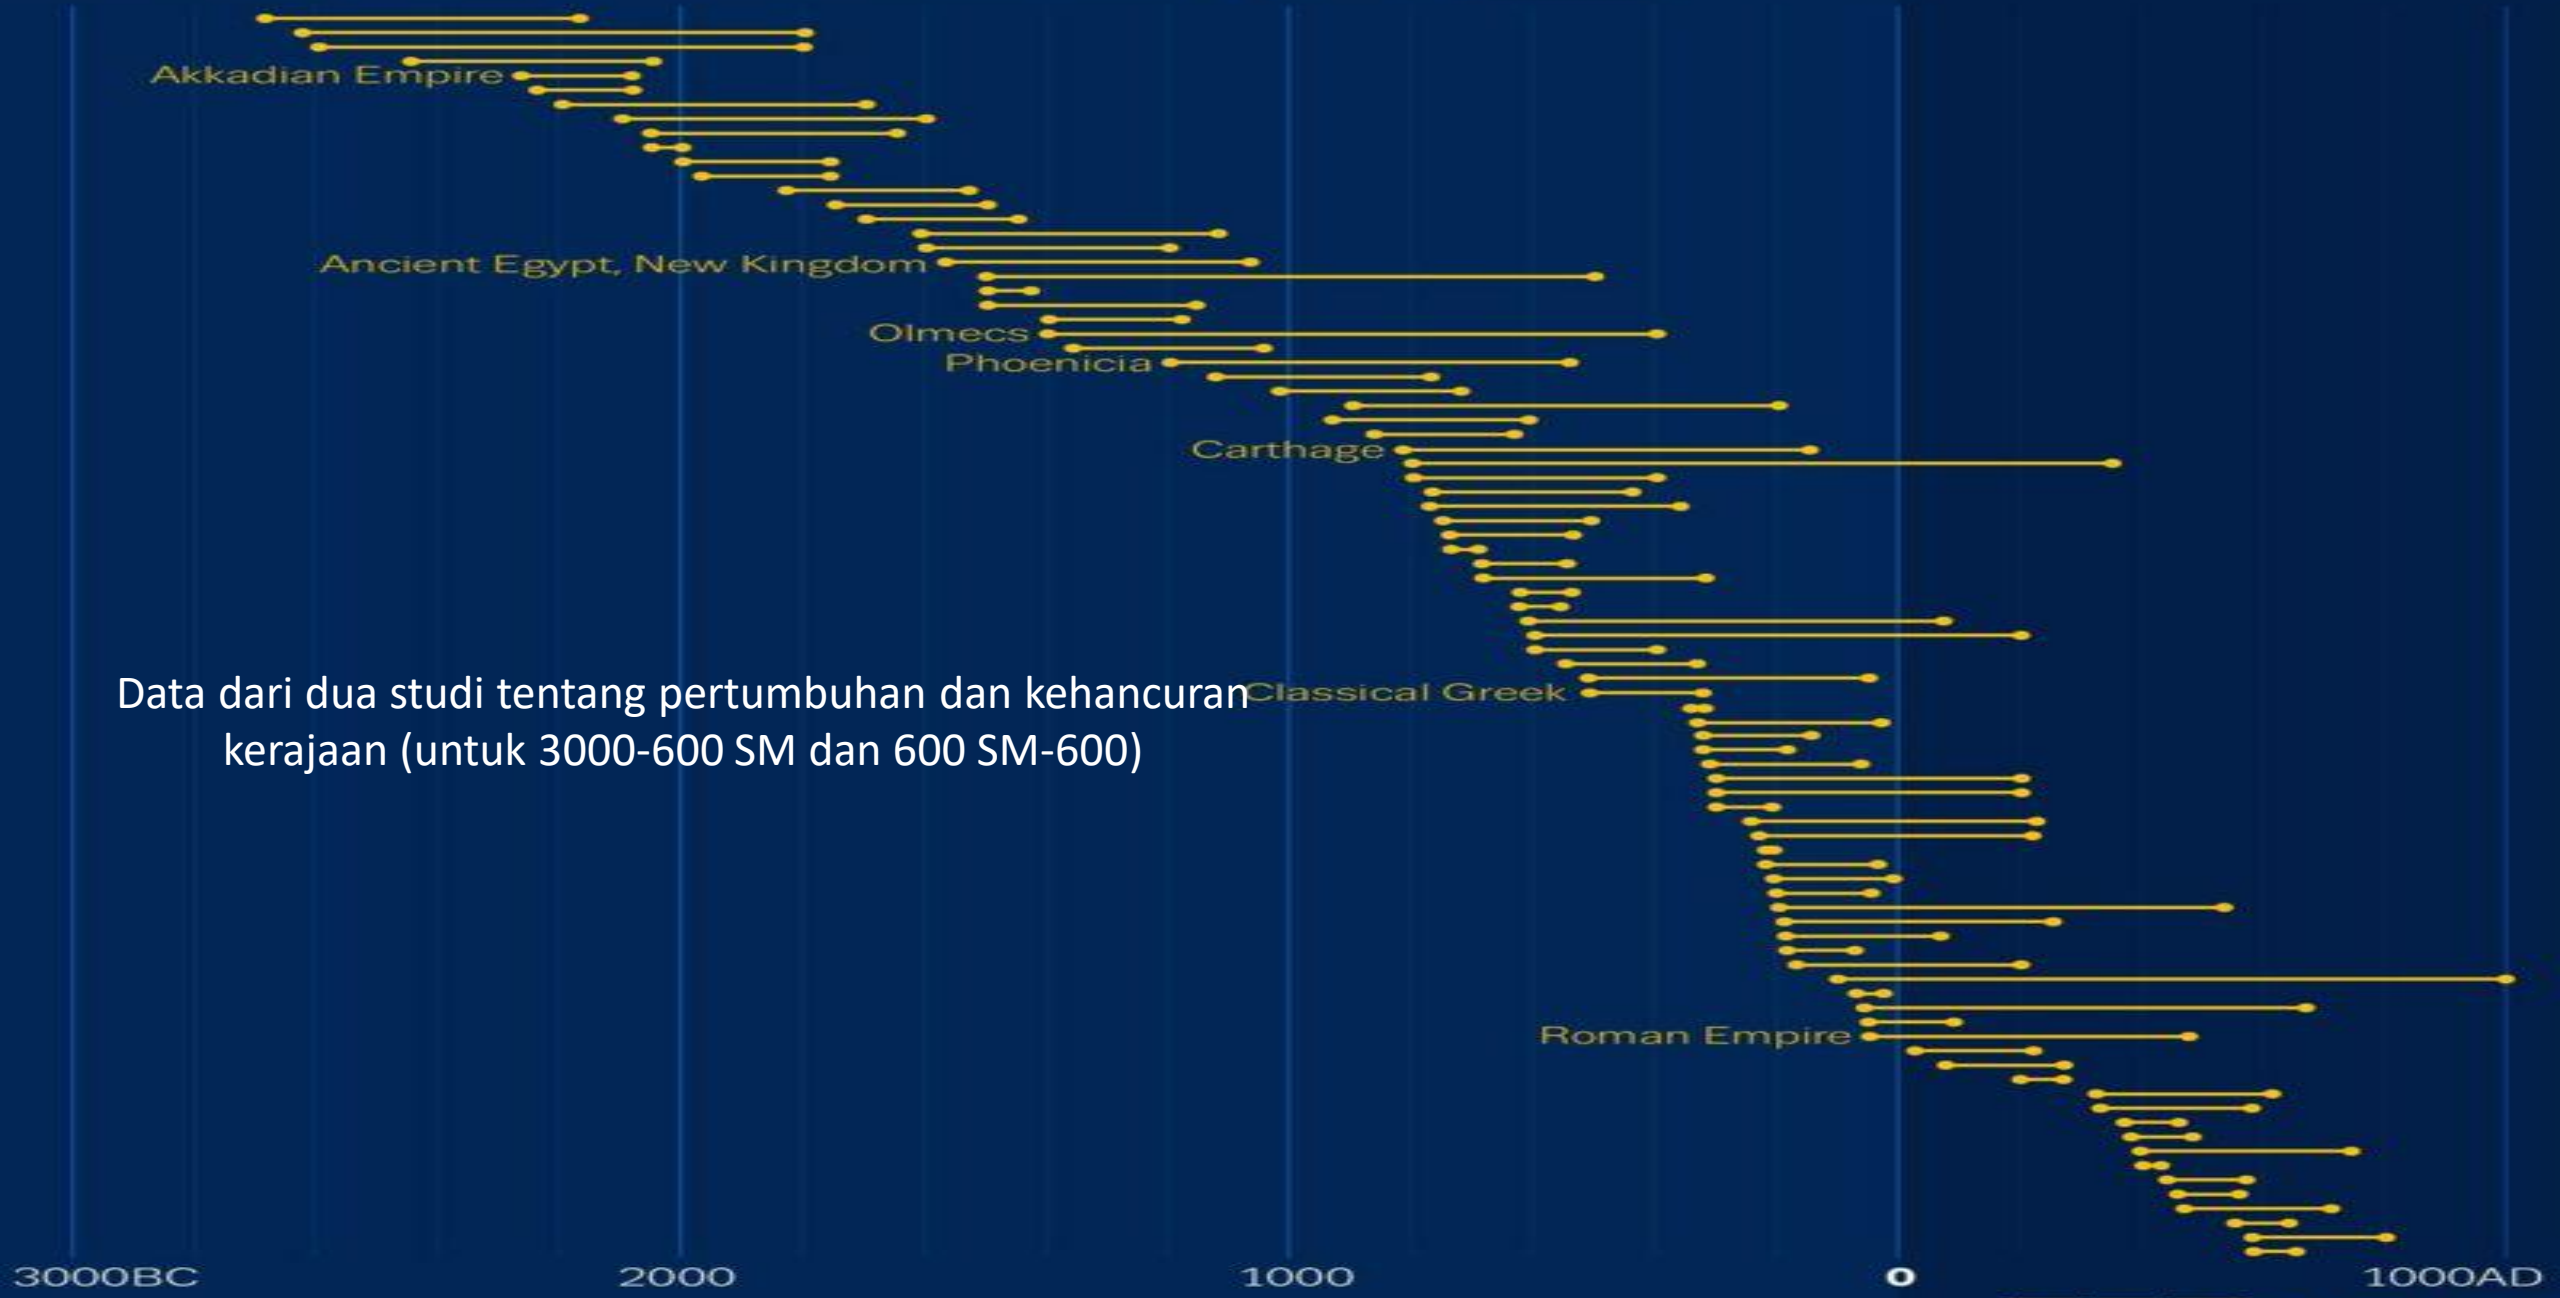 Akkadian Empire
Ancient Egypt, New Kingdom
Olmecs
Phoenicia
Carthage
Classical Greek
Data dari dua studi tentang pertumbuhan dan kehancuran
kerajaan (untuk 3000-600 SM dan 600 SM-600)
Roman Empire
3000BC 2000 1000 0 1000AD